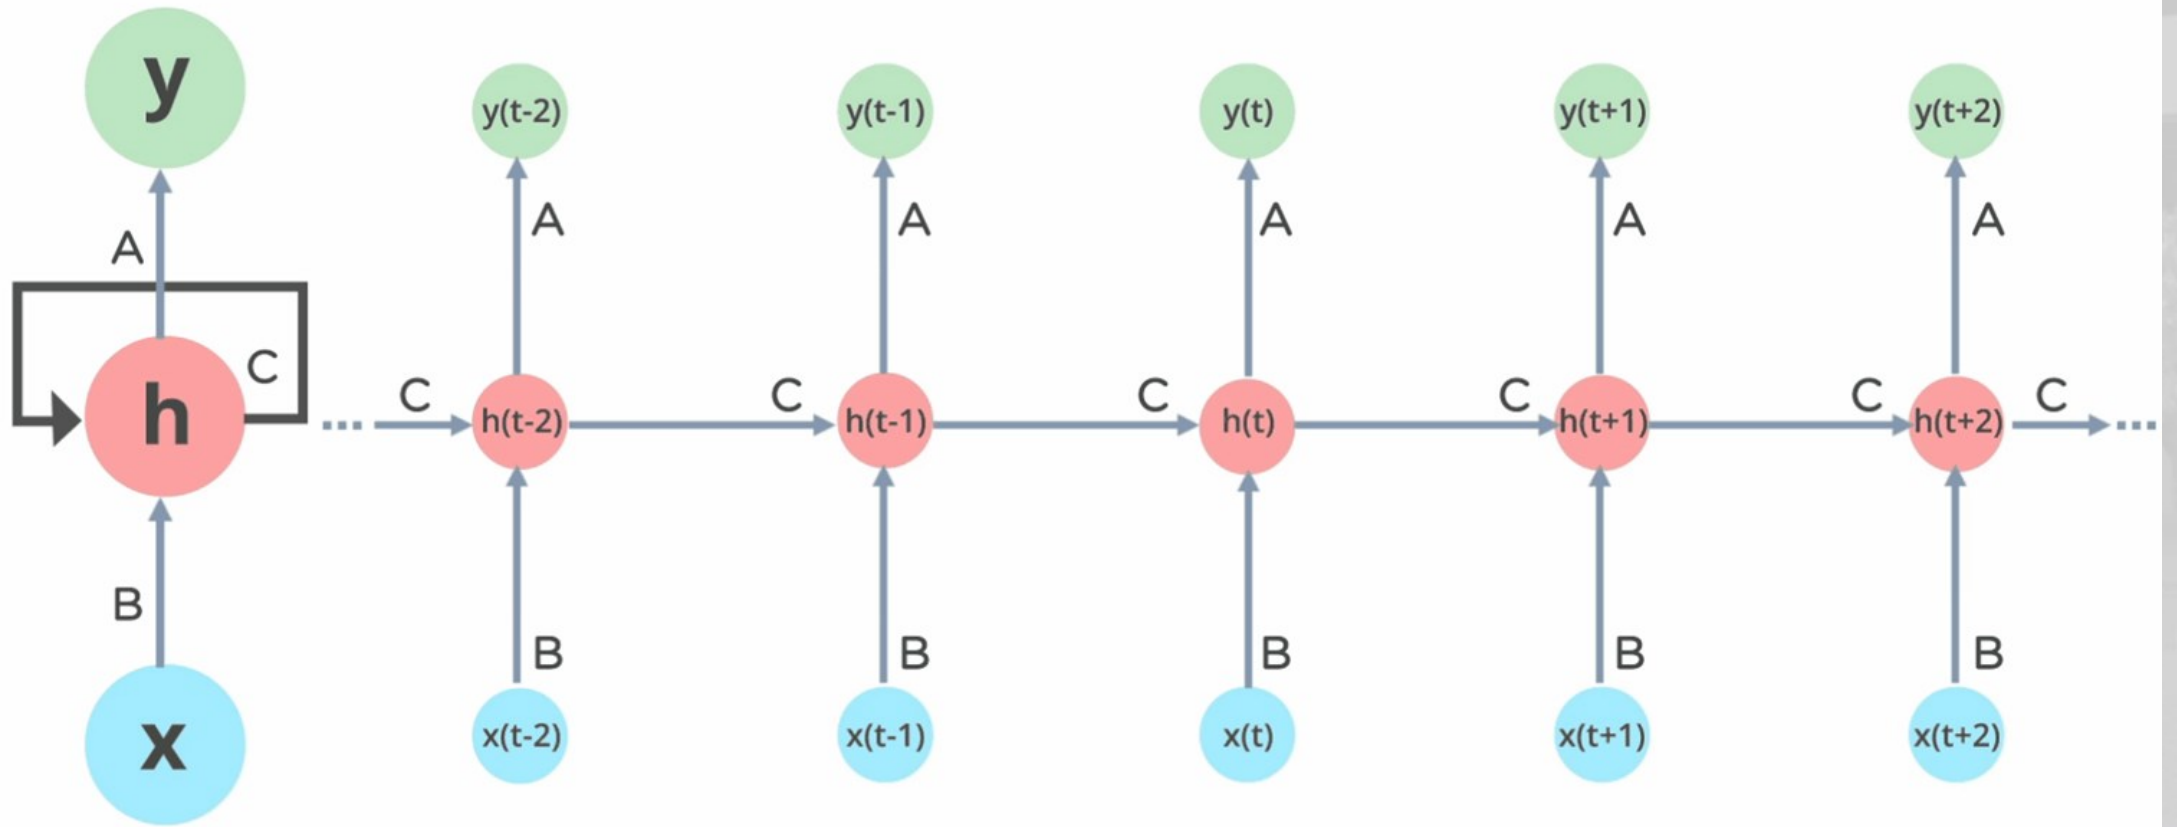 y
y(t-2) y(t-1) y(t) y(t+1) y(t+2)
A A A A A A
C C C C C C C
h h(t-2) h(t-1) h(t) h(t+1) h(t+2)
B B B B B B
x x(t-2) x(t-1) x(t) x(t+1) x(t+2)